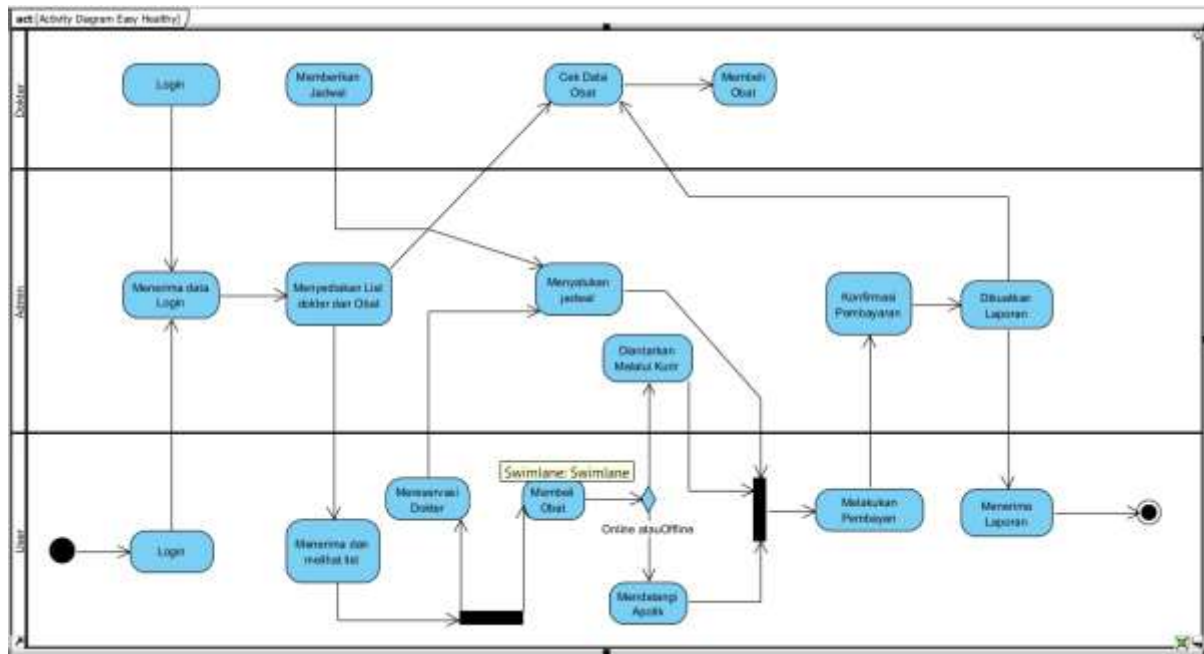 act [Activity Diagram Easy Healthy]
Dokter
Login
Memberikan
Jadwal
Cek Data
Obat
Membeli
Obat
Admin
Menerima data
Login
Menyediakan List
dokter dan Obat
Menyatukan
jadwal
Diantarkan
Melalui Kurir
Konfirmasi
Pembayaran
Dibuatkan
Laporan
User
Login
Menerima dan
melihat list
Mereservasi
Dokter
Swimlane: Swimlane
Membeli
Obat
Online atauOffline
Mendatangi
Apotik
Melakukan
Pembayan
Menerima
Laporan